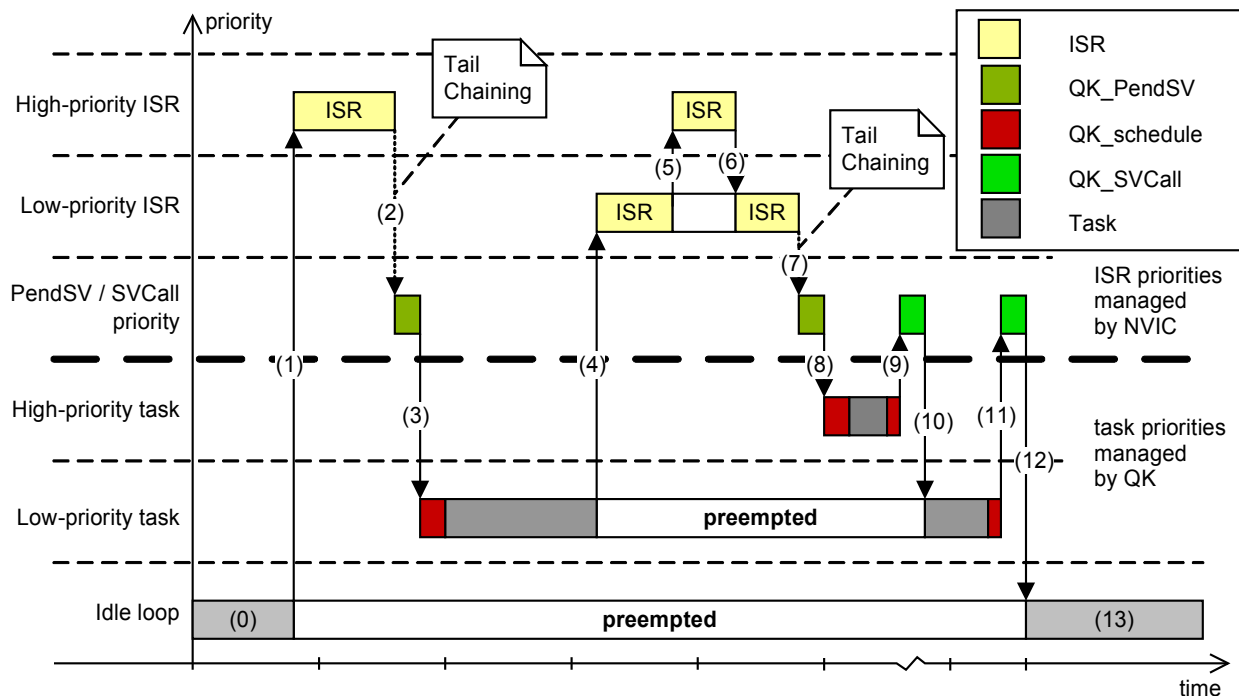 priority
ISR
QK_PendSV
QK_schedule
QK_SVCall
Task
Tail
Chaining
High-priority ISR
ISR
ISR
Tail
Chaining
(5)
(6)
Low-priority ISR
(2)
ISR
ISR
(7)
PendSV / SVCall
priority
ISR priorities
managed
by NVIC
(1)
(4)
(8)
(9)
High-priority task
(3)
(10)
(11)
task priorities
managed
by QK
(12)
Low-priority task
preempted
Idle loop
(0)
preempted
(13)
time